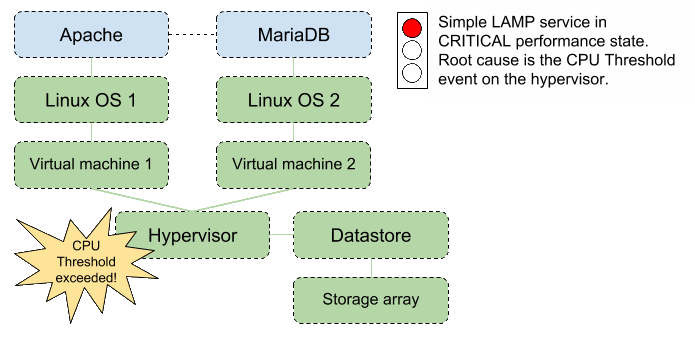 Apache
MariaDB
Simple LAMP service in
CRITICAL performance state.
Root cause is the CPU Threshold
event on the hypervisor.
Linux OS 1
Linux OS 2
Virtual machine 1
Virtual machine 2
CPU
Threshold
exceeded!
Hypervisor
Datastore
Storage array